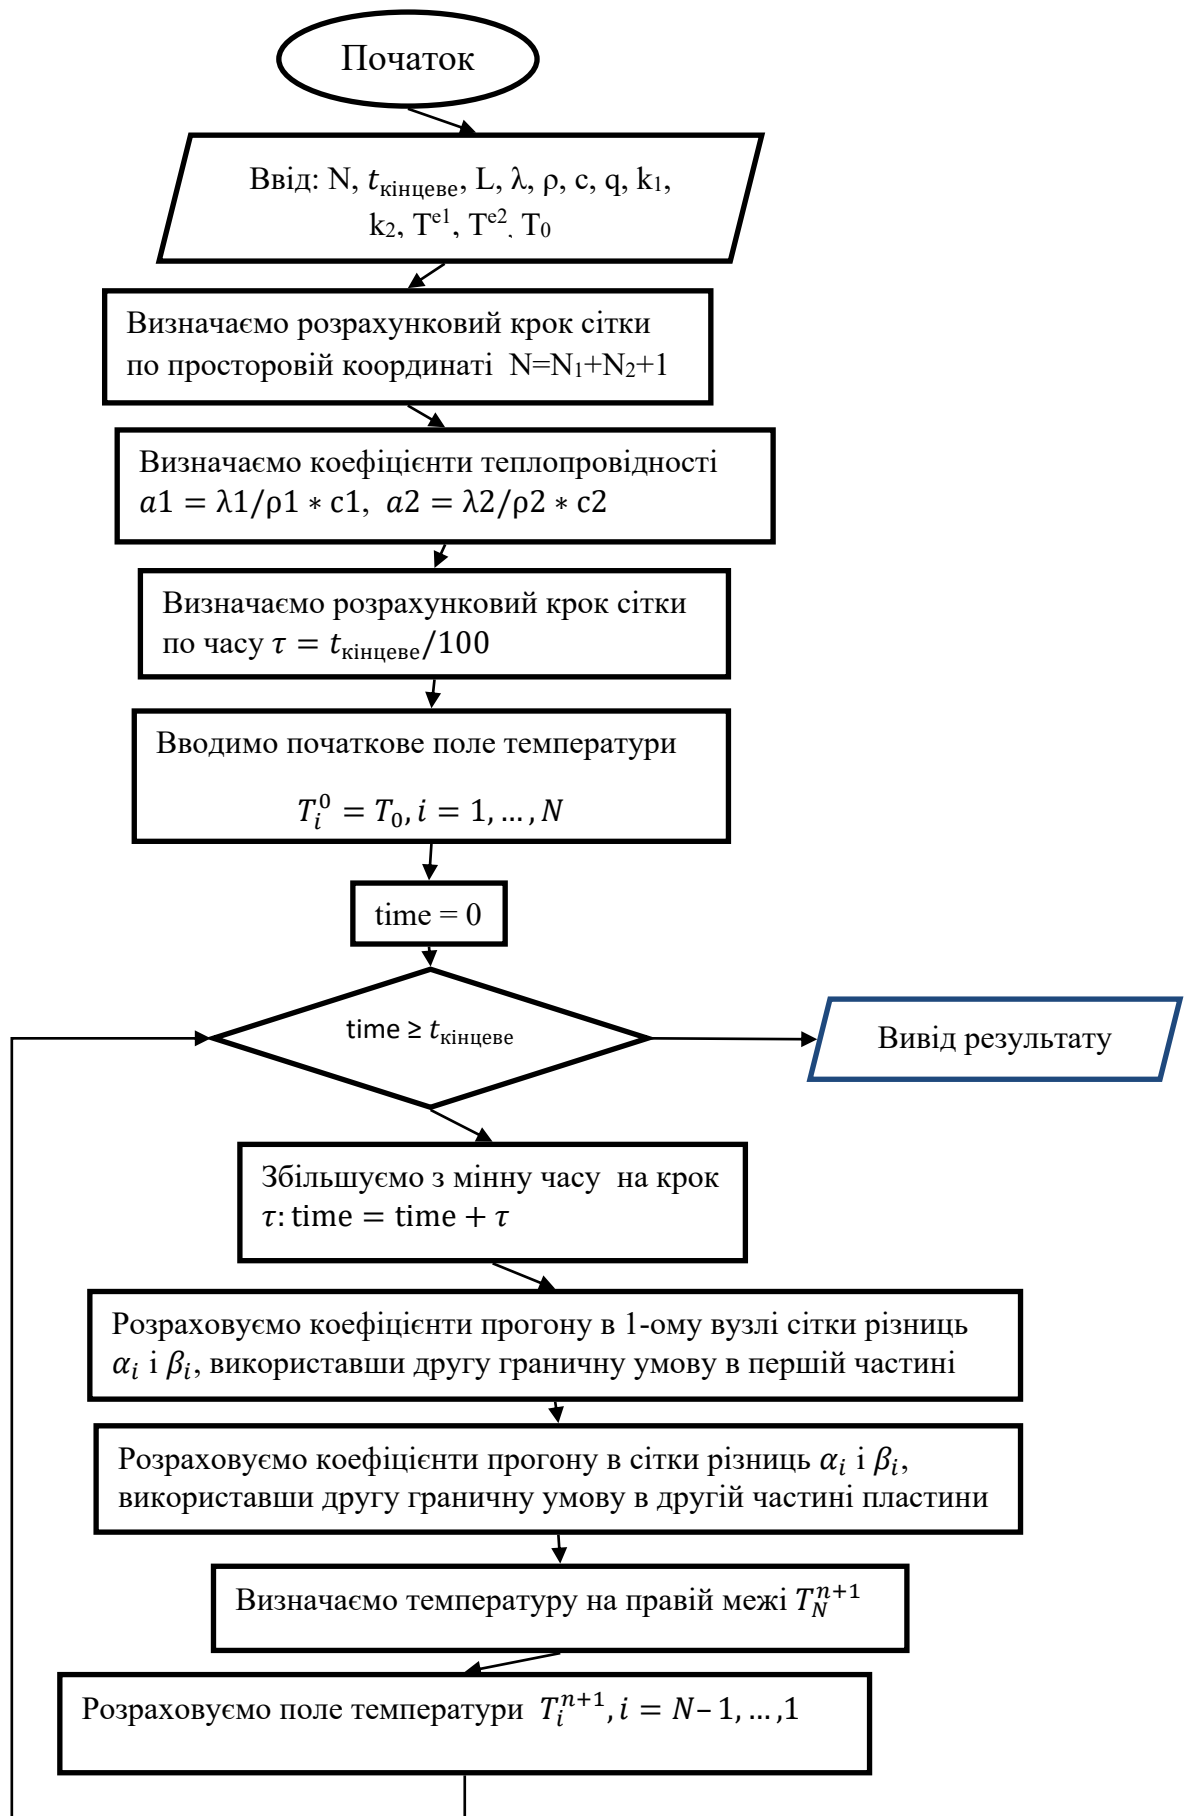 Початок
Ввід: N, t кінцеве, L, λ, ρ, c, q, k₁,
k₂, Tᵉ¹, Tᵉ², T₀
Визначаємо розрахунковий крок сітки
по просторовій координаті N=N₁+N₂+1
Визначаємо коефіцієнти теплопровідності
a1 = λ1/ρ1 ∗ c1, a2 = λ2/ρ2 ∗ c2
Визначаємо розрахунковий крок сітки
по часу τ = t кінцеве/100
Вводимо початкове поле температури
T_i^0 = T₀, i = 1, … , N
time = 0
time ≥ t кінцеве
Вивід результату
Збільшуємо з мінну часу на крок
τ: time = time + τ
Розраховуємо коефіцієнти прогону в 1-ому вузлі сітки різниць
α_i і β_i, використавши другу граничну умову в першій частині
Розраховуємо коефіцієнти прогону в сітки різниць α_i і β_i,
використавши другу граничну умову в другій частині пластини
Визначаємо температуру на правій межі T_N^{n+1}
Розраховуємо поле температури T_i^{n+1}, i = N– 1, … ,1